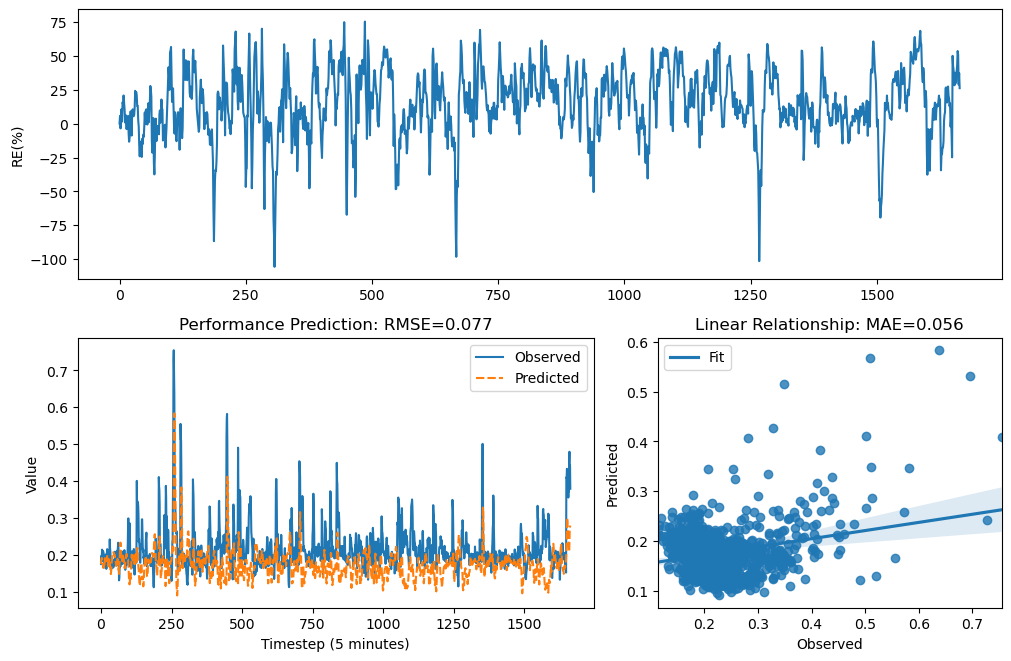 RE(%)
75
50
25
0
−25
−50
−75
−100
0 250 500 750 1000 1250 1500
Performance Prediction: RMSE=0.077
Value
0.7
0.6
0.5
0.4
0.3
0.2
0.1
Observed
Predicted
0 250 500 750 1000 1250 1500
Timestep (5 minutes)
Linear Relationship: MAE=0.056
Predicted
0.6
0.5
0.4
0.3
0.2
0.1
Fit
0.2 0.3 0.4 0.5 0.6 0.7
Observed